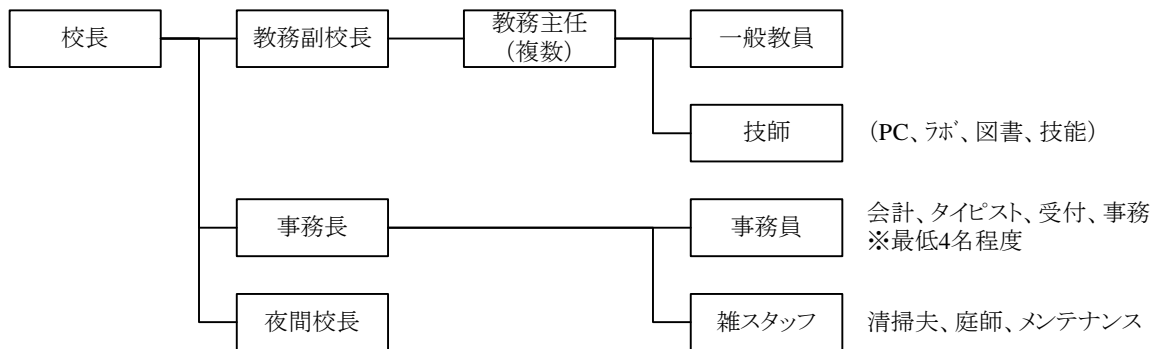 校長
教務副校長
教務主任
（複数）
一般教員
技師
（PC、ﾗﾎﾞ、図書、技能）
事務長
事務員
会計、タイピスト、受付、事務
※最低4名程度
夜間校長
雑スタッフ
清掃夫、庭師、メンテナンス